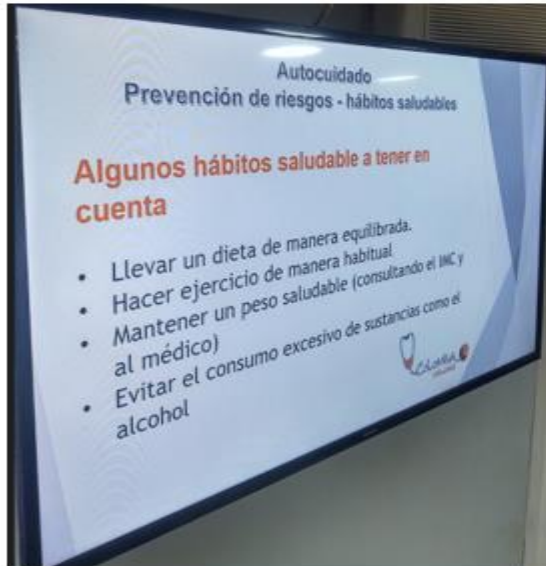 Autocuidado
Prevención de riesgos - hábitos saludables
Algunos hábitos saludable a tener en
cuenta
• Llevar un dieta de manera equilibrada.
• Hacer ejercicio de manera habitual
• Mantener un peso saludable (consultando el IMC y
al médico)
• Evitar el consumo excesivo de sustancias como el
alcohol